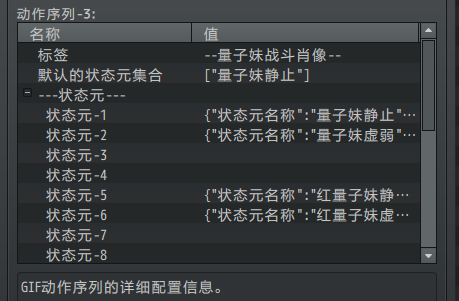 动作序列-3:
名称 值
标签 --量子妹战斗肖像--
默认的状态元集合 ["量子妹静止"]
---状态元---
状态元-1 {"状态元名称":"量子妹静止"…
状态元-2 {"状态元名称":"量子妹虚弱"…
状态元-3
状态元-4
状态元-5 {"状态元名称":"红量子妹静…
状态元-6 {"状态元名称":"红量子妹虚…
状态元-7
状态元-8
GIF动作序列的详细配置信息。